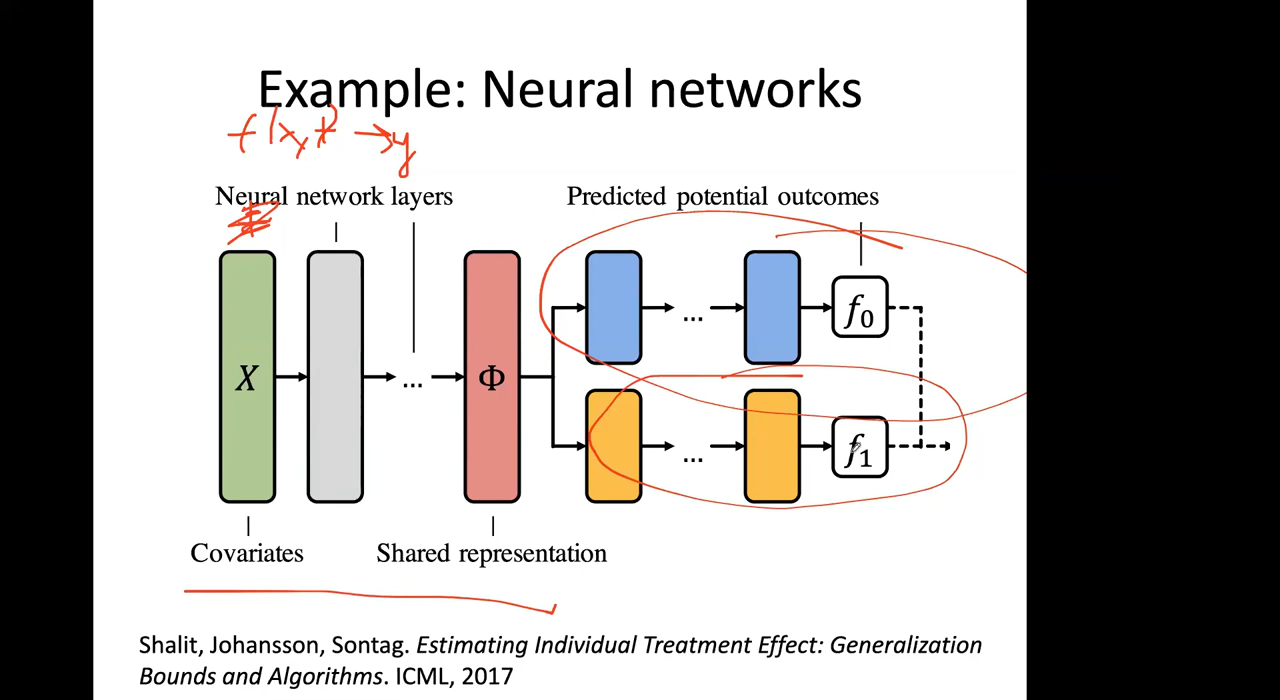 Example: Neural networks
f(x,t) → y
Neural network layers
Predicted potential outcomes
X
...
Φ
...
f₀
...
f₁
Covariates
Shared representation
Shalit, Johansson, Sontag. Estimating Individual Treatment Effect: Generalization
Bounds and Algorithms. ICML, 2017